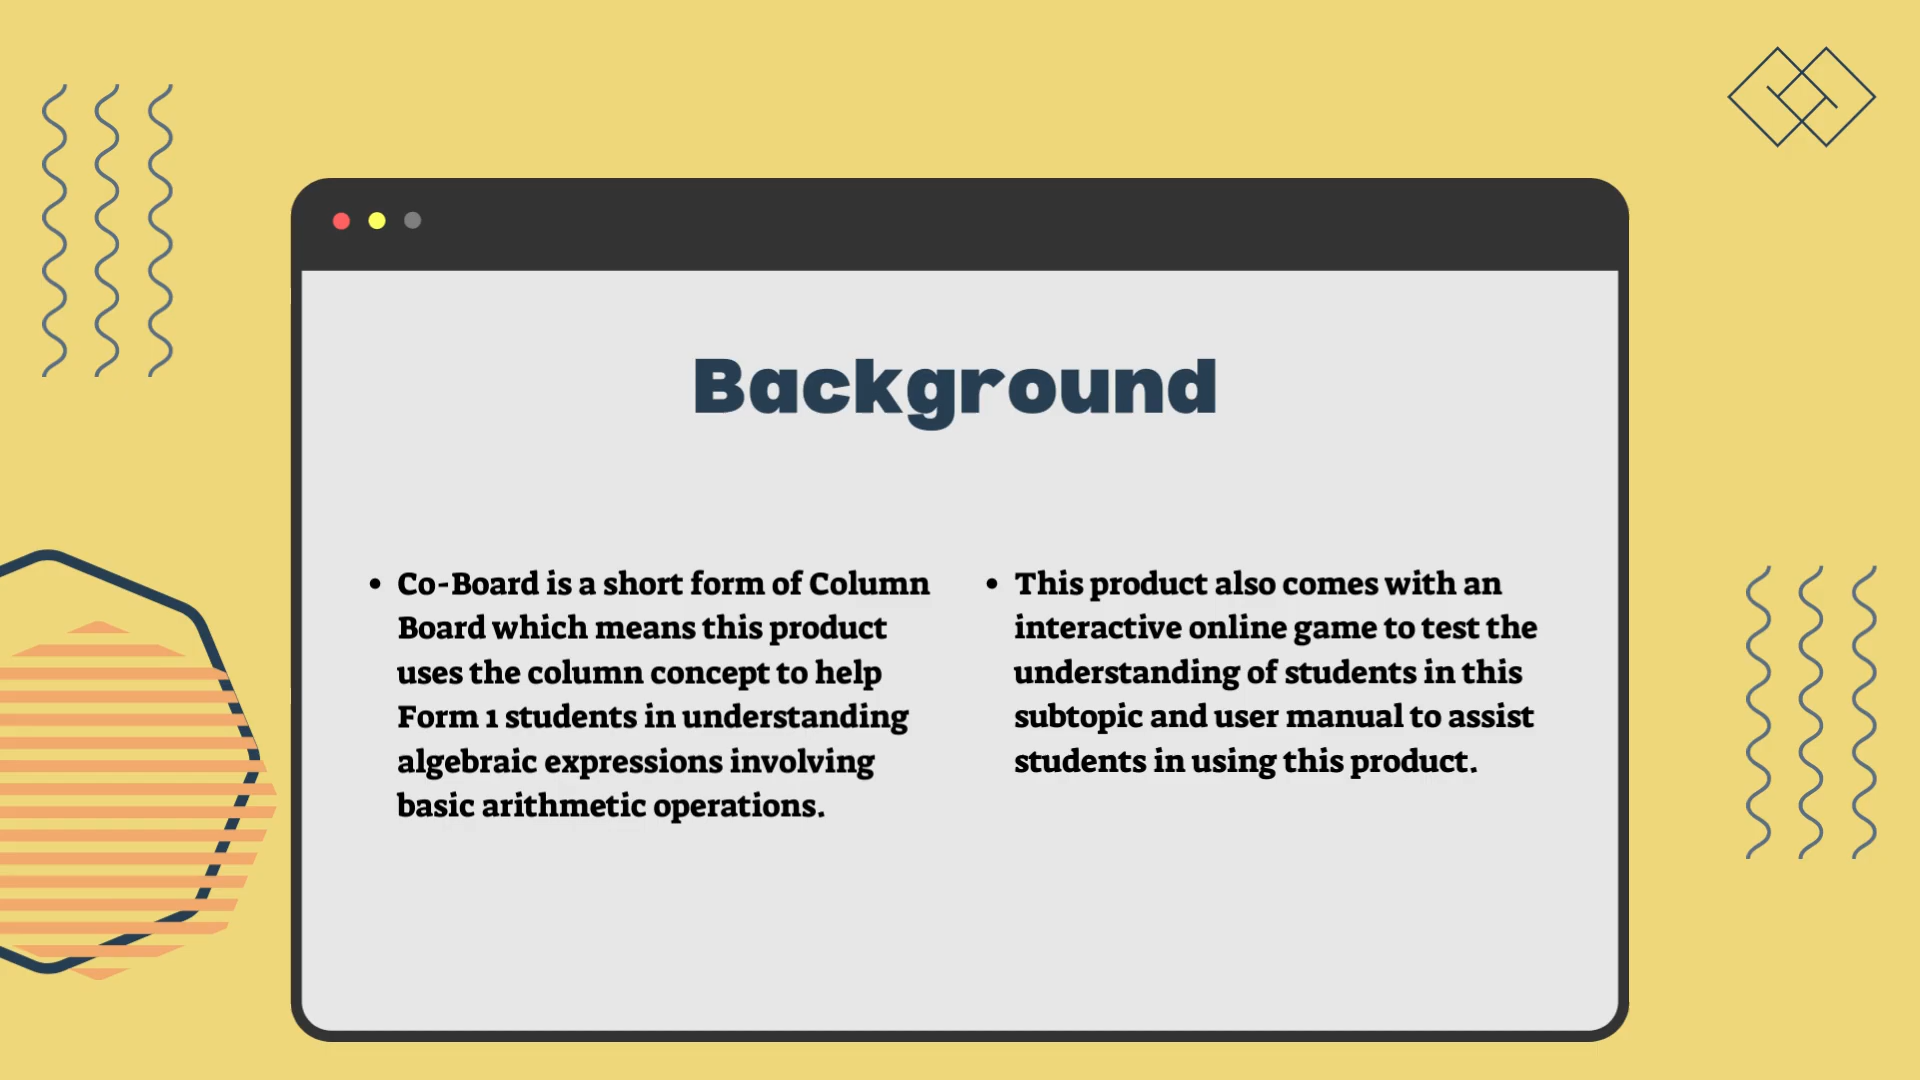 Background
• Co-Board is a short form of Column
Board which means this product
uses the column concept to help
Form 1 students in understanding
algebraic expressions involving
basic arithmetic operations.
• This product also comes with an
interactive online game to test the
understanding of students in this
subtopic and user manual to assist
students in using this product.